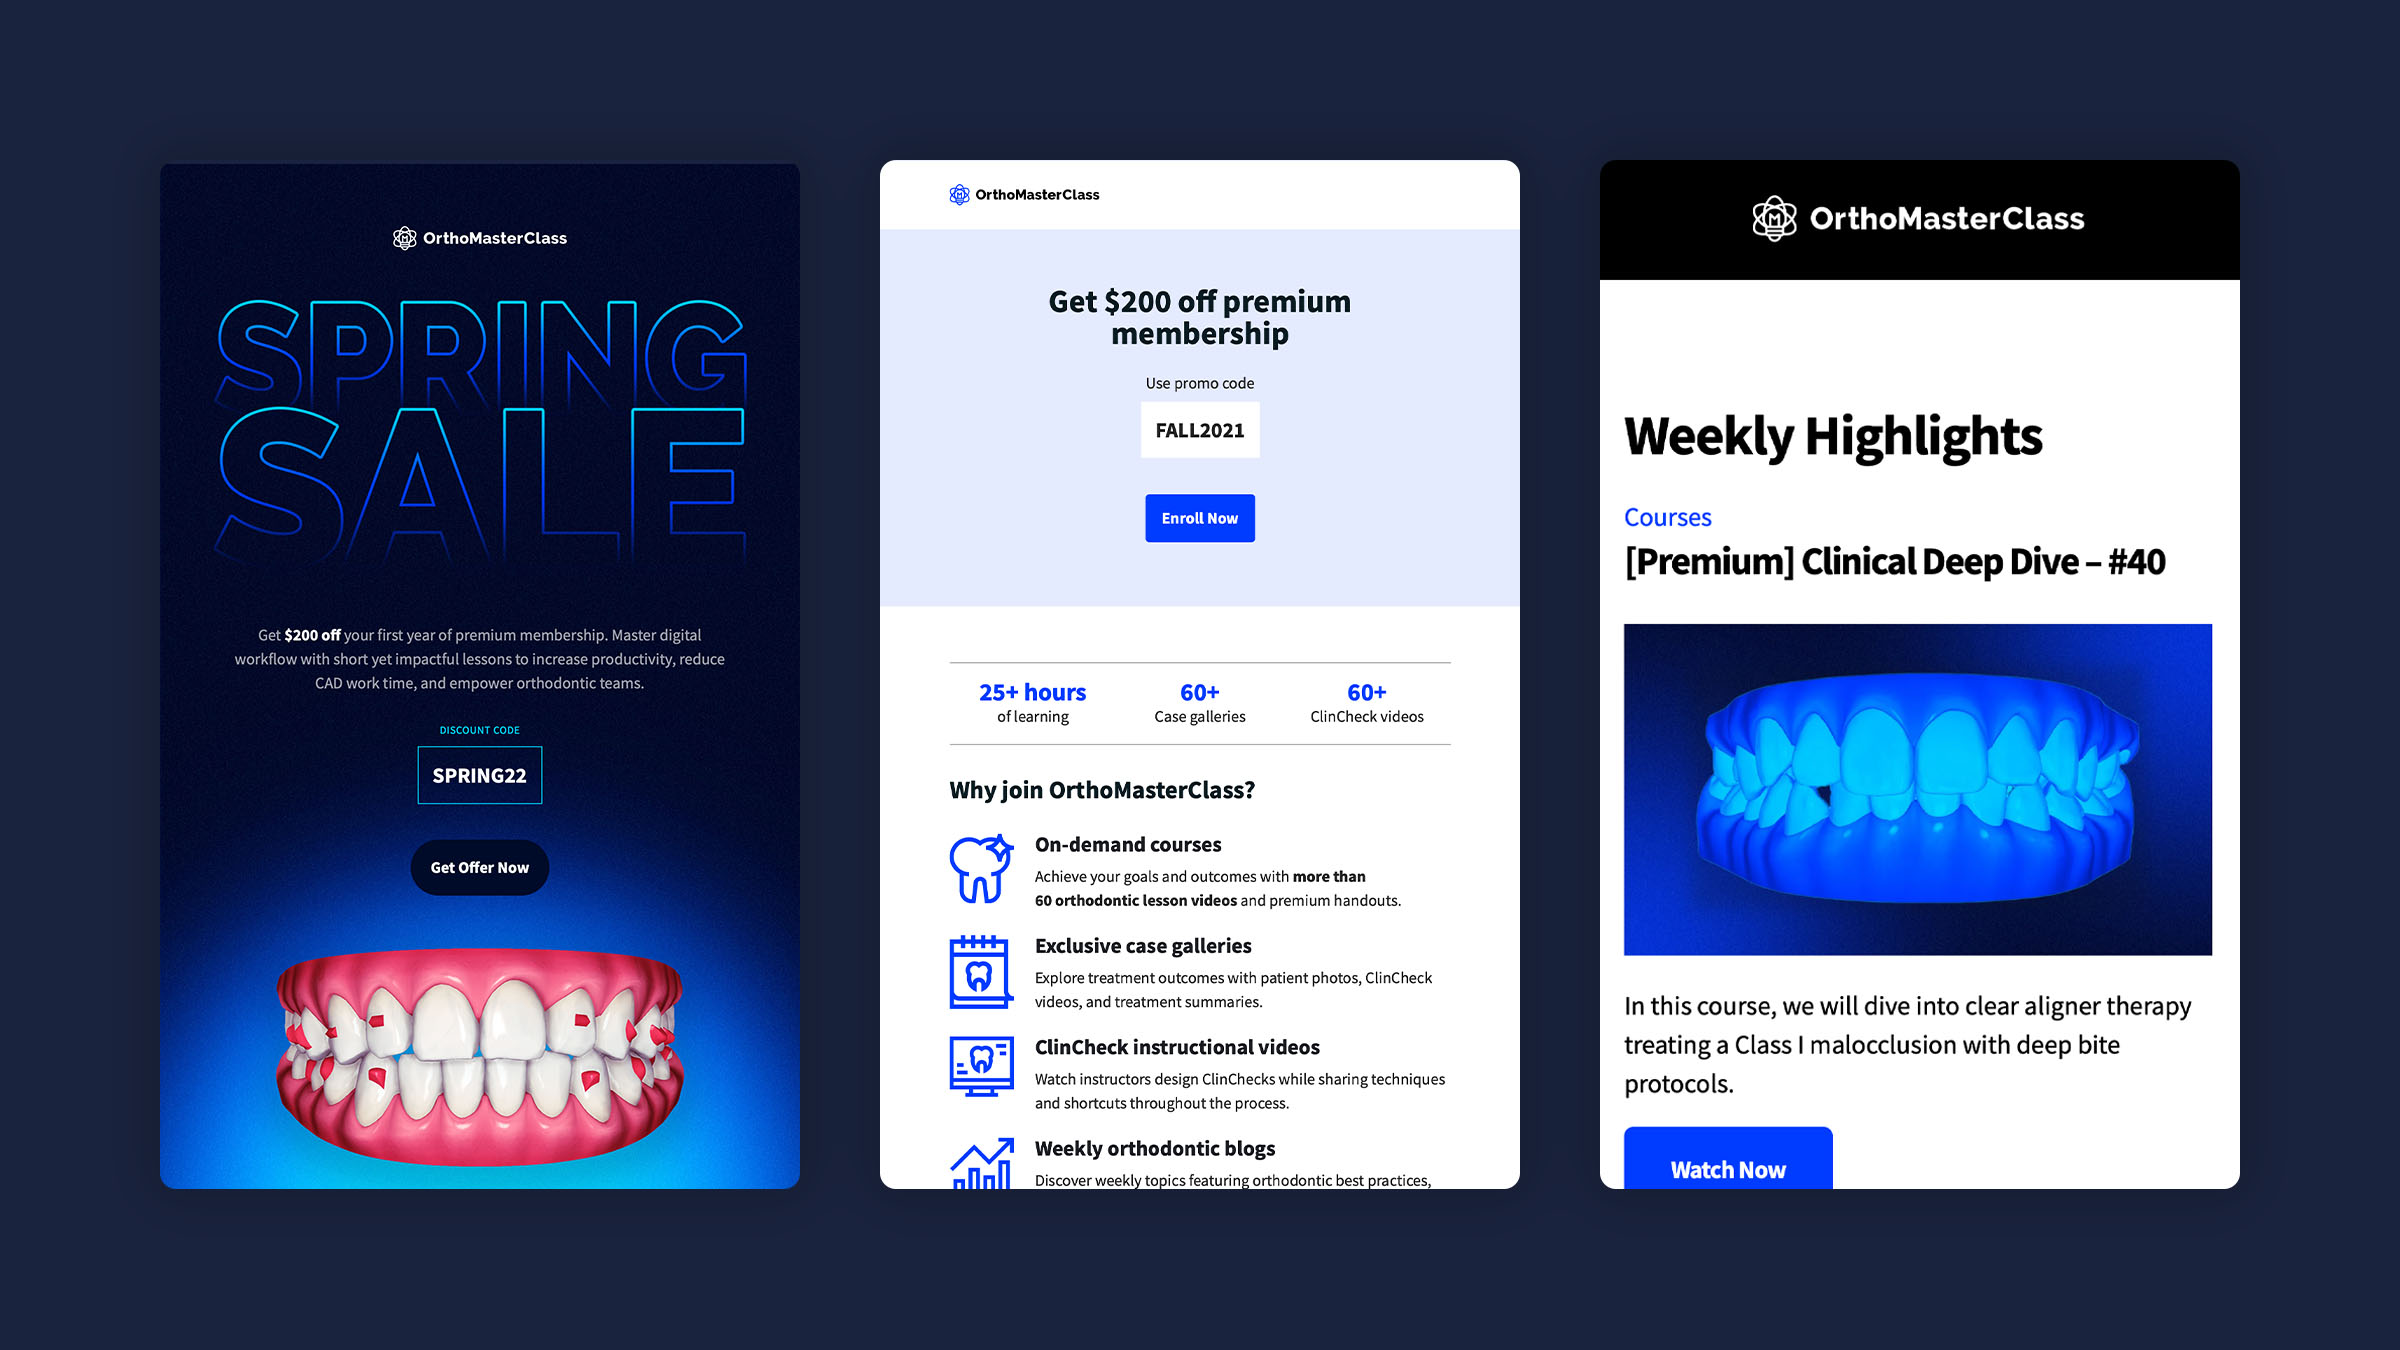 OrthoMasterClass
SPRING
SALE
Get $200 off your first year of premium membership. Master digital
workflow with short yet impactful lessons to increase productivity, reduce
CAD work time, and empower orthodontic teams.
DISCOUNT CODE
SPRING22
Get Offer Now
OrthoMasterClass
Get $200 off premium
membership
Use promo code
FALL2021
Enroll Now
25+ hours
of learning
60+
Case galleries
60+
ClinCheck videos
Why join OrthoMasterClass?
On-demand courses
Achieve your goals and outcomes with more than
60 orthodontic lesson videos and premium handouts.
Exclusive case galleries
Explore treatment outcomes with patient photos, ClinCheck
videos, and treatment summaries.
ClinCheck instructional videos
Watch instructors design ClinChecks while sharing techniques
and shortcuts throughout the process.
Weekly orthodontic blogs
Discover weekly topics featuring orthodontic best practices,
OrthoMasterClass
Weekly Highlights
Courses
[Premium] Clinical Deep Dive – #40
In this course, we will dive into clear aligner therapy
treating a Class I malocclusion with deep bite
protocols.
Watch Now